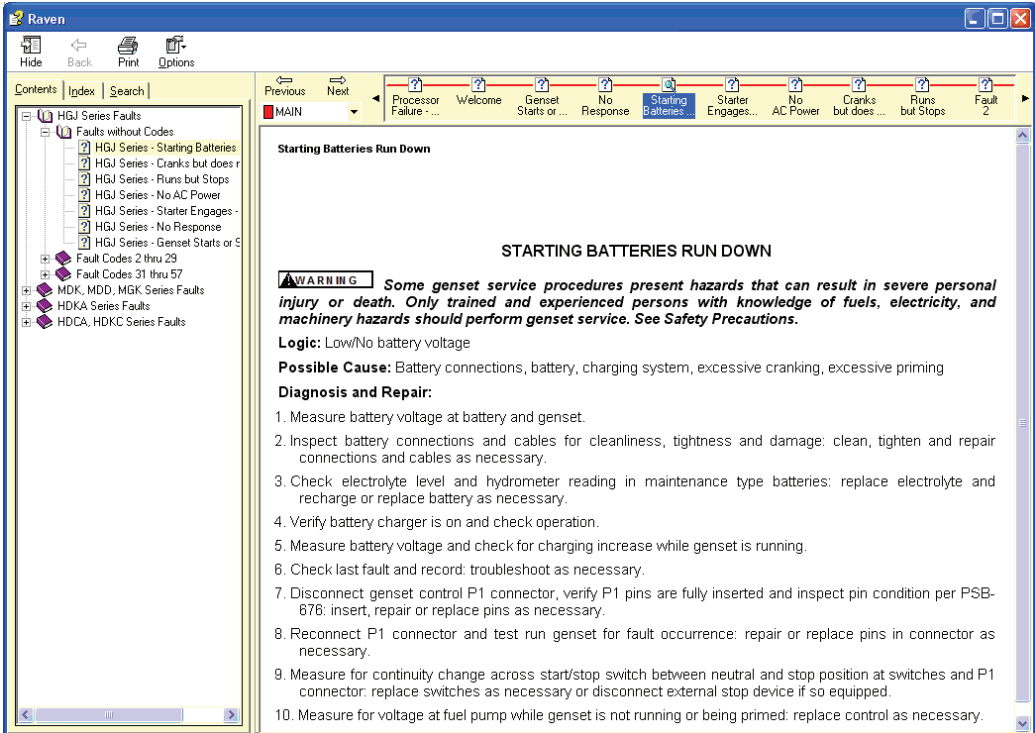 Raven
Hide Back Print Options
Contents Index Search
HGJ Series Faults
Faults without Codes
HGJ Series - Starting Batteries
HGJ Series - Cranks but does r
HGJ Series - Runs but Stops
HGJ Series - No AC Power
HGJ Series - Starter Engages -
HGJ Series - No Response
HGJ Series - Genset Starts or S
Fault Codes 2 thru 29
Fault Codes 31 thru 57
MDK, MDD, MGK Series Faults
HDKA Series Faults
HDCA, HDKC Series Faults
Previous Next
MAIN
Processor Failure - ...
Welcome
Genset Starts or ...
No Response
Starting Batteries ...
Starter Engages...
No AC Power
Cranks but does ...
Runs but Stops
Fault 2
Starting Batteries Run Down
STARTING BATTERIES RUN DOWN
WARNING Some genset service procedures present hazards that can result in severe personal
injury or death. Only trained and experienced persons with knowledge of fuels, electricity, and
machinery hazards should perform genset service. See Safety Precautions.
Logic: Low/No battery voltage
Possible Cause: Battery connections, battery, charging system, excessive cranking, excessive priming
Diagnosis and Repair:
1. Measure battery voltage at battery and genset.
2. Inspect battery connections and cables for cleanliness, tightness and damage: clean, tighten and repair
connections and cables as necessary.
3. Check electrolyte level and hydrometer reading in maintenance type batteries: replace electrolyte and
recharge or replace battery as necessary.
4. Verify battery charger is on and check operation.
5. Measure battery voltage and check for charging increase while genset is running.
6. Check last fault and record: troubleshoot as necessary.
7. Disconnect genset control P1 connector, verify P1 pins are fully inserted and inspect pin condition per PSB-
676: insert, repair or replace pins as necessary.
8. Reconnect P1 connector and test run genset for fault occurrence: repair or replace pins in connector as
necessary.
9. Measure for continuity change across start/stop switch between neutral and stop position at switches and P1
connector: replace switches as necessary or disconnect external stop device if so equipped.
10. Measure for voltage at fuel pump while genset is not running or being primed: replace control as necessary.